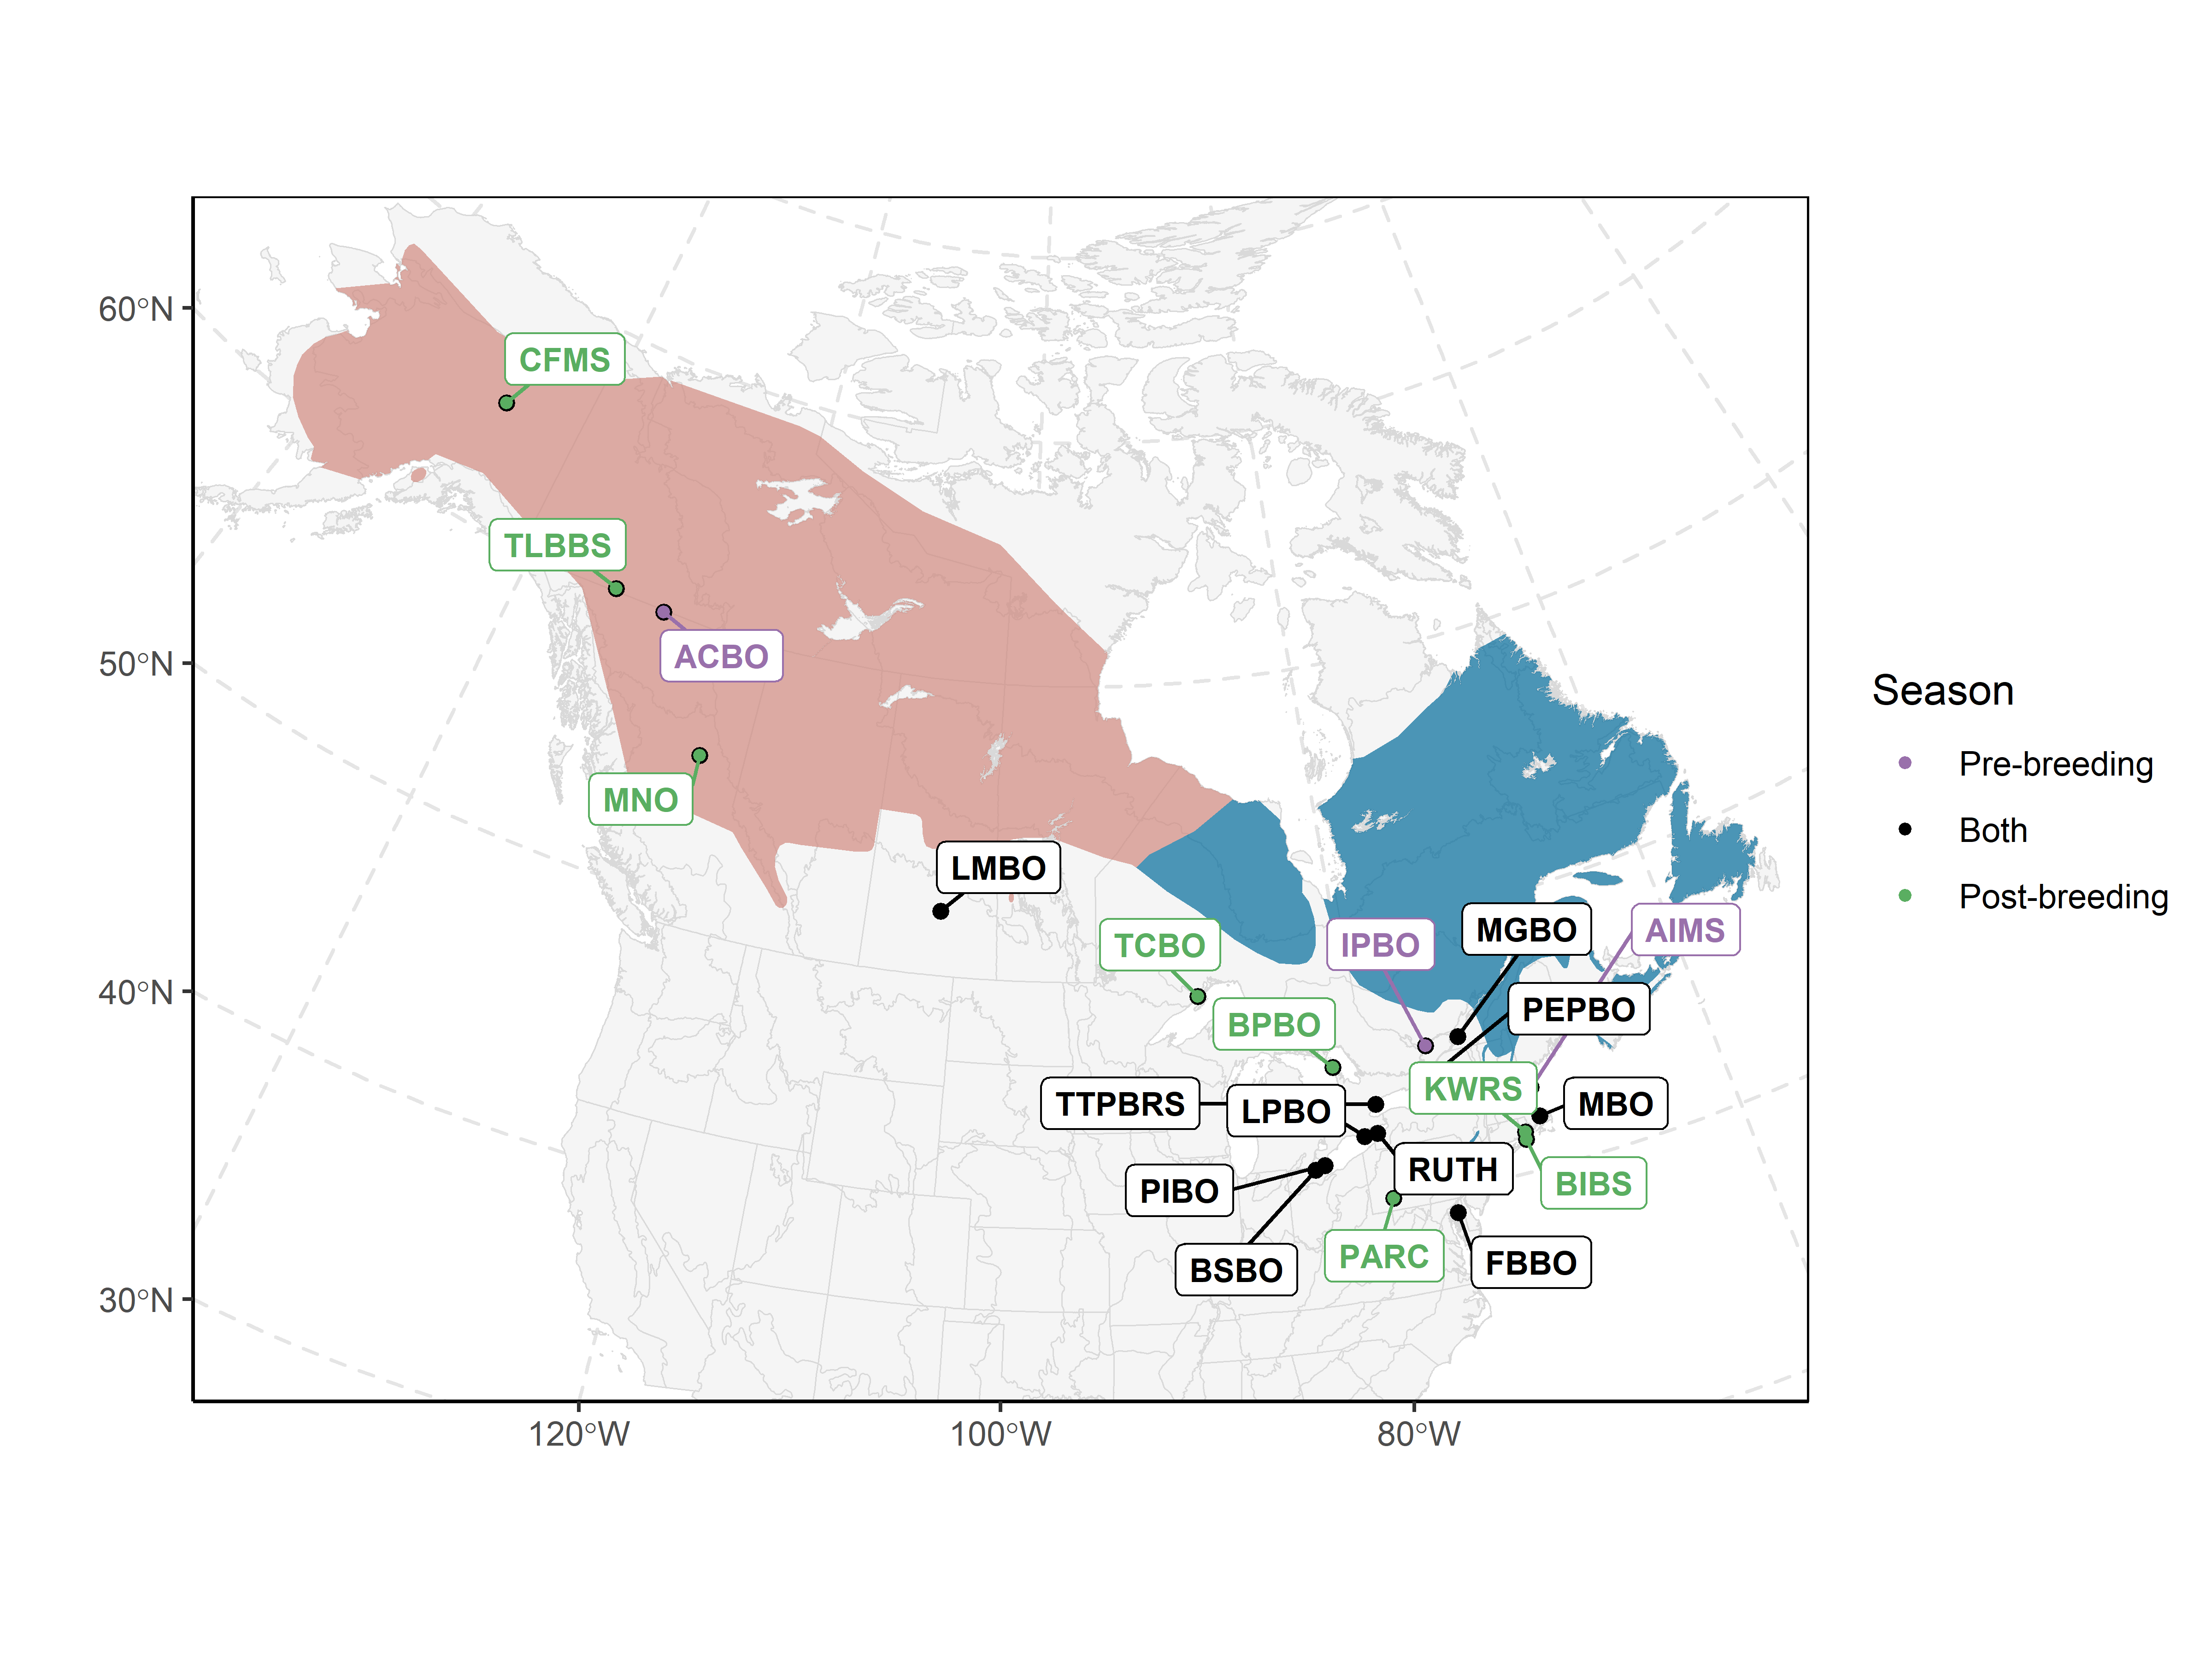 60°N
50°N
40°N
30°N
CFMS
TLBBS
ACBO
MNO
LMBO
TCBO
IPBO
MGBO
AIMS
BPBO
PEPBO
KWRS
TTPBRS
LPBO
MBO
RUTH
BIBS
PIBO
PARC
FBBO
BSBO
120°W
100°W
80°W
Season
Pre-breeding
Both
Post-breeding